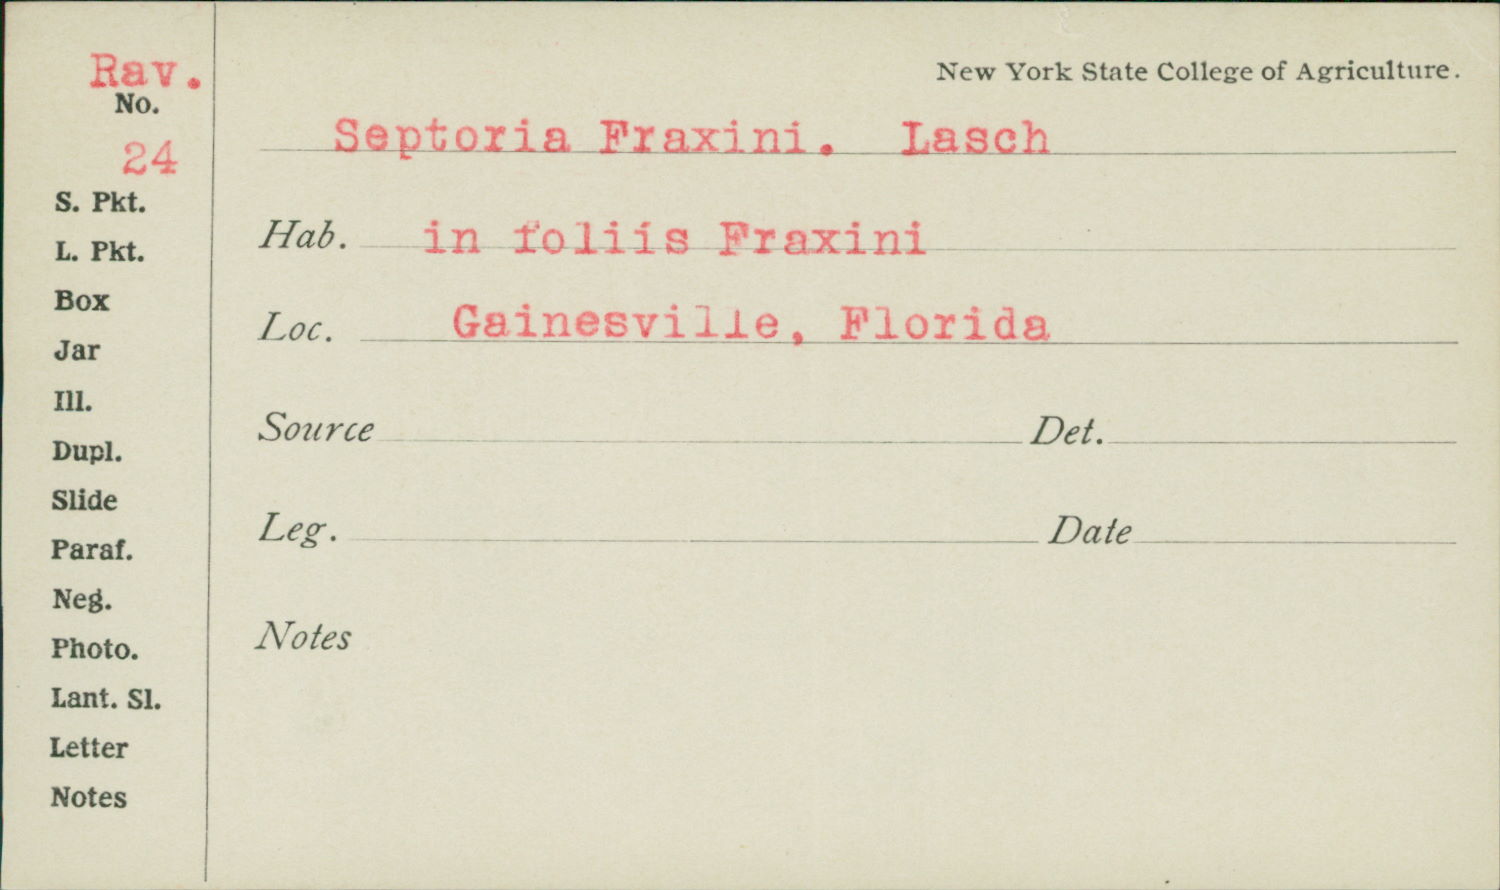 Rav.
No.
24
S. Pkt.
L. Pkt.
Box
Jar
Ill.
Dupl.
Slide
Paraf.
Neg.
Photo.
Lant. Sl.
Letter
Notes
New York State College of Agriculture.
Septoria Fraxini. Lasch
Hab. in foliis Fraxini
Loc. Gainesville, Florida
Source Det.
Leg. Date
Notes